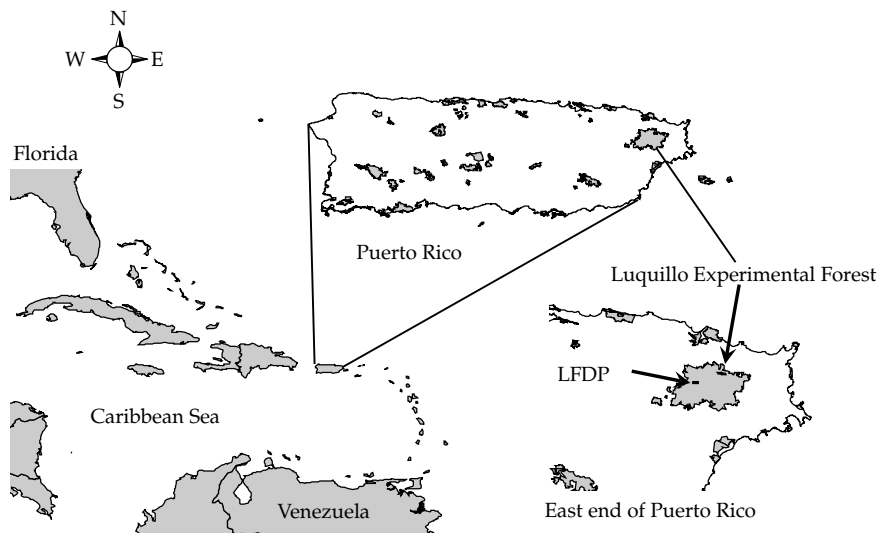 N
W E
S
Florida
Puerto Rico
Luquillo Experimental Forest
LFDP
Caribbean Sea
Venezuela
East end of Puerto Rico